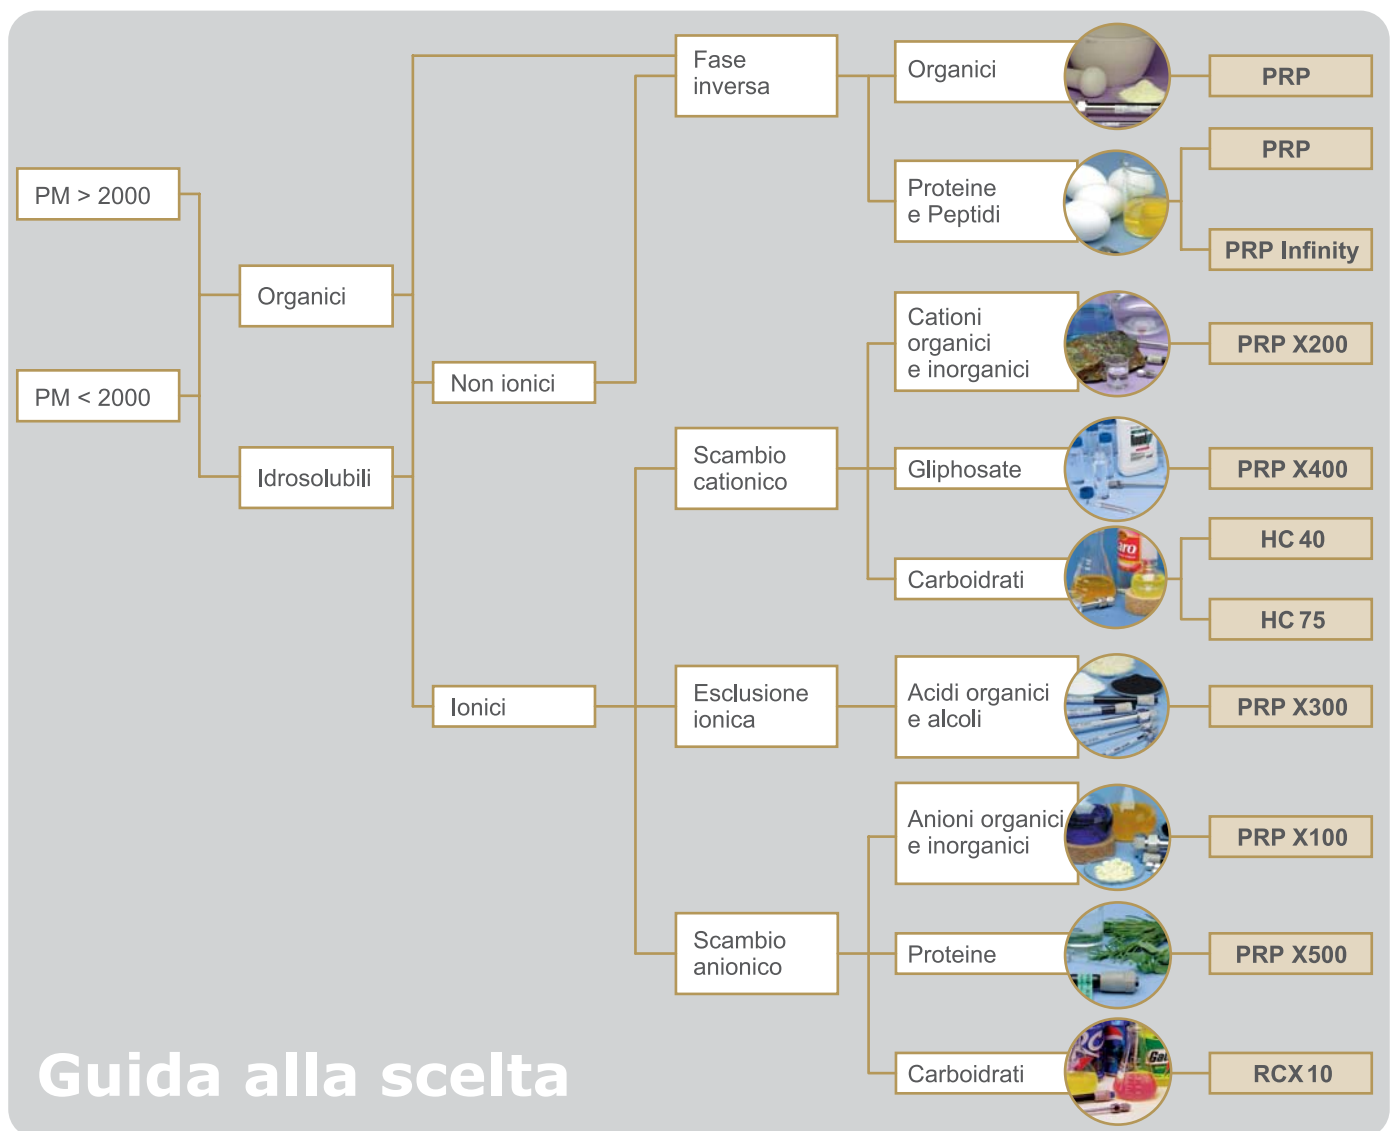 PM > 2000
PM < 2000
Organici
Idrosolubili
Non ionici
Ionici
Fase
inversa
Scambio
cationico
Esclusione
ionica
Scambio
anionico
Organici
Proteine
e Peptidi
Cationi
organici
e inorganici
Gliphosate
Carboidrati
Acidi organici
e alcoli
Anioni organici
e inorganici
Proteine
Carboidrati
PRP
PRP
PRP Infinity
PRP X200
PRP X400
HC 40
HC 75
PRP X300
PRP X100
PRP X500
RCX 10
Guida alla scelta